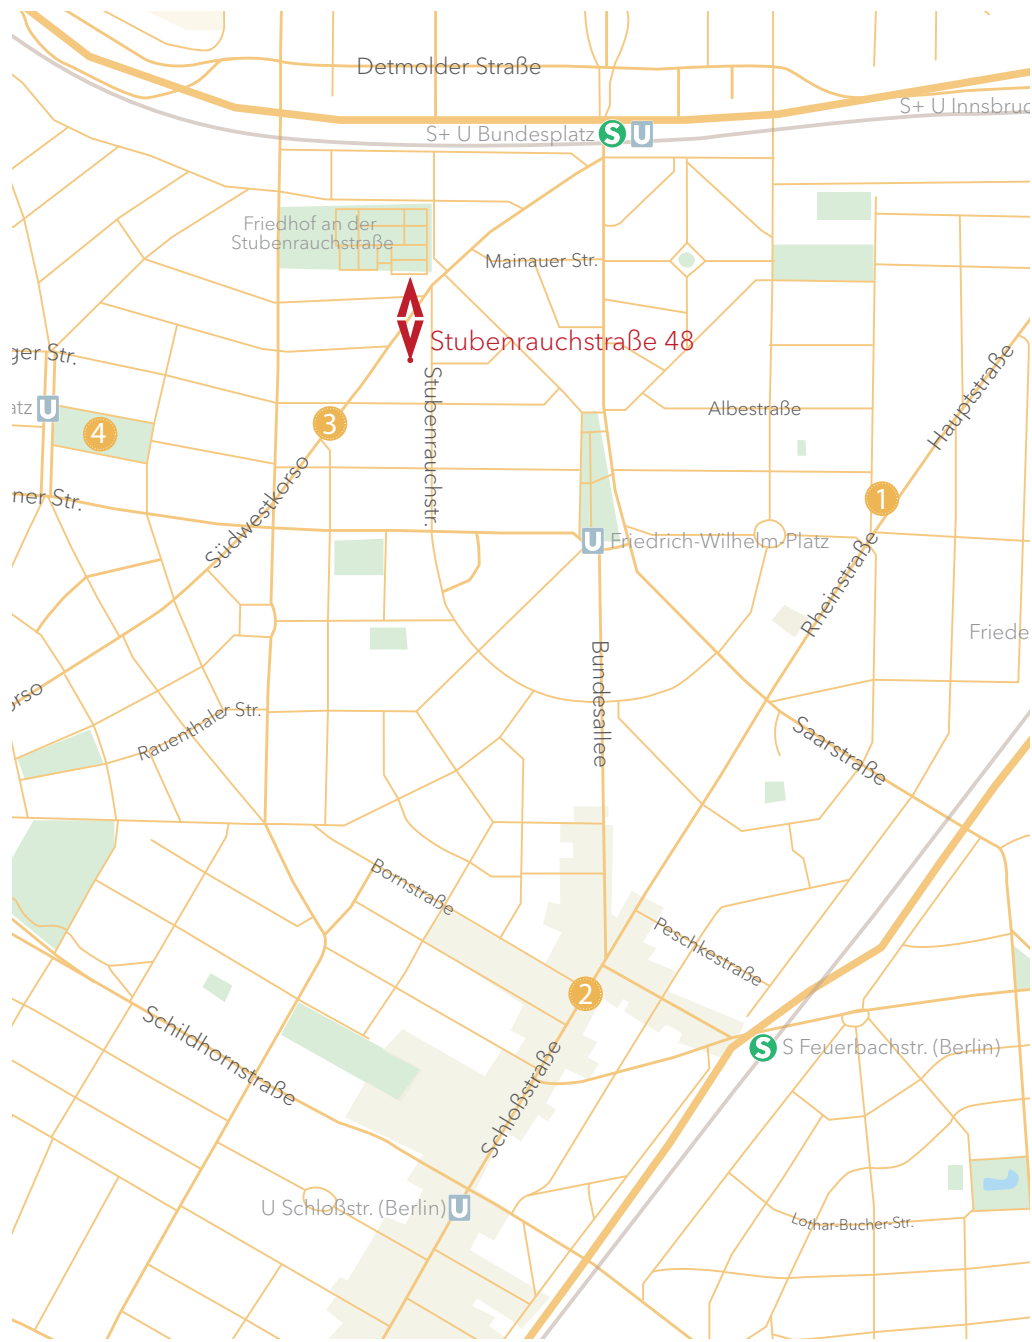 Detmolder Straße
S+ U Innsbruc
S+ U Bundesplatz
S
U
Friedhof an der
Stubenrauchstraße
Mainauer Str.
Stubenrauchstraße 48
ger Str.
atz
U
4
3
Stubenrauchstr.
Albestraße
Hauptstraße
ner Str.
Südwestkorso
1
U
Friedrich-Wilhelm-Platz
Rheinstraße
Friede
orso
Rauenthaler Str.
Bundesallee
Saarstraße
Bornstraße
Peschkestraße
2
Schildhornstraße
Schloßstraße
S
S Feuerbachstr. (Berlin)
U Schloßstr. (Berlin)
U
Lothar-Bucher-Str.